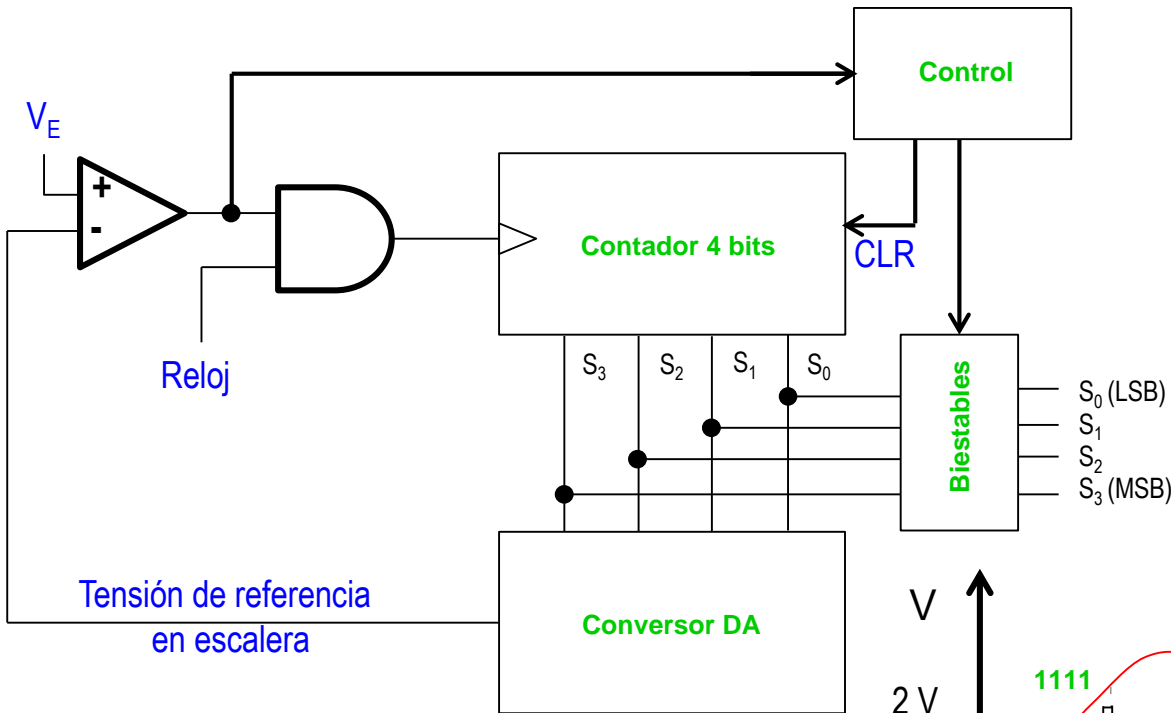 Control
V_E
+
-
Contador 4 bits
CLR
Reloj
S₃ S₂ S₁ S₀
Biestables
S₀ (LSB)
S₁
S₂
S₃ (MSB)
Tensión de referencia
en escalera
Conversor DA
V
1111
2 V